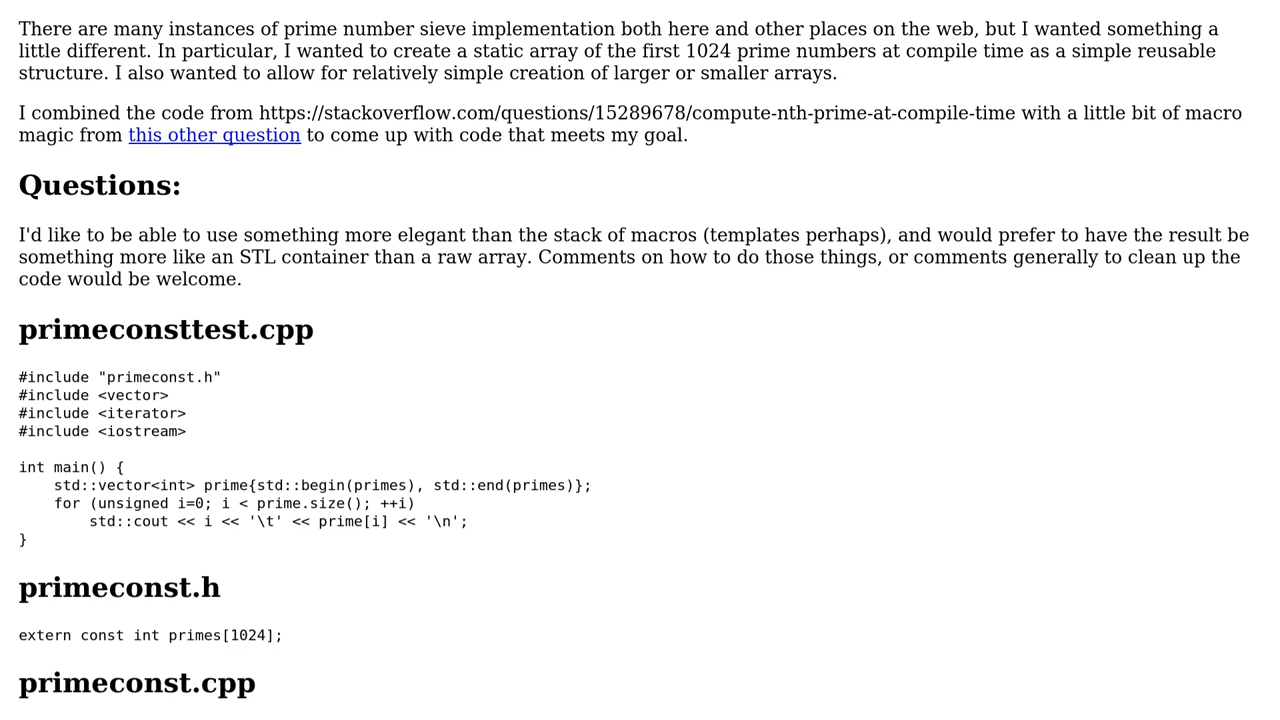 There are many instances of prime number sieve implementation both here and other places on the web, but I wanted something a
little different. In particular, I wanted to create a static array of the first 1024 prime numbers at compile time as a simple reusable
structure. I also wanted to allow for relatively simple creation of larger or smaller arrays.
I combined the code from https://stackoverflow.com/questions/15289678/compute-nth-prime-at-compile-time with a little bit of macro
magic from this other question to come up with code that meets my goal.
Questions:
I'd like to be able to use something more elegant than the stack of macros (templates perhaps), and would prefer to have the result be
something more like an STL container than a raw array. Comments on how to do those things, or comments generally to clean up the
code would be welcome.
primeconsttest.cpp
#include "primeconst.h"
#include <vector>
#include <iterator>
#include <iostream>
int main() {
    std::vector<int> prime{std::begin(primes), std::end(primes)};
    for (unsigned i=0; i < prime.size(); ++i)
        std::cout << i << '\t' << prime[i] << '\n';
}
primeconst.h
extern const int primes[1024];
primeconst.cpp